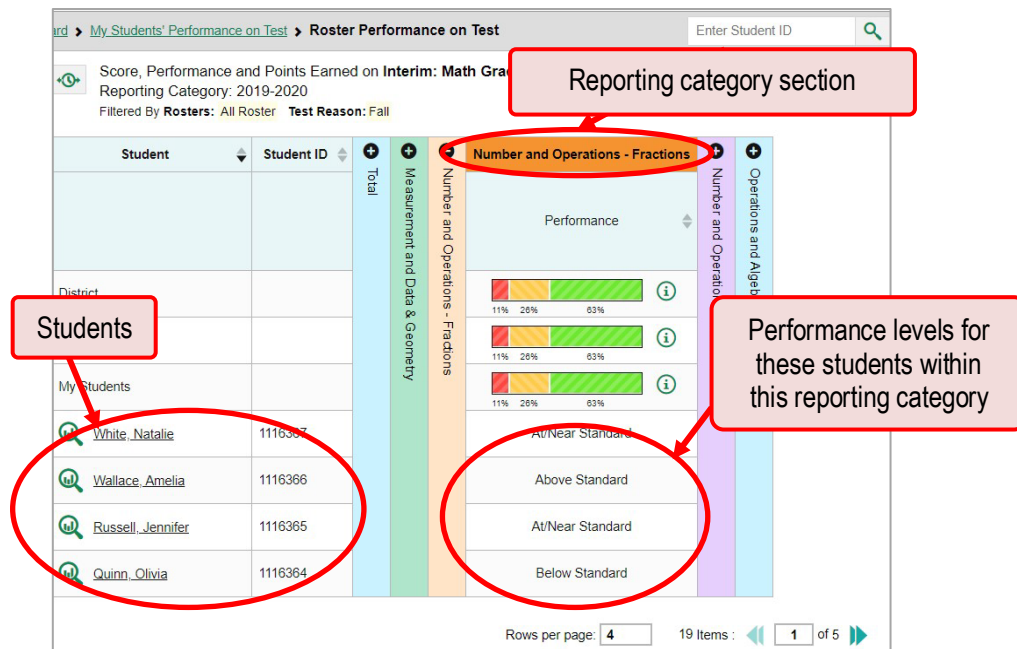 ard > My Students' Performance on Test > Roster Performance on Test
Enter Student ID
Score, Performance and Points Earned on Interim: Math Gra
Reporting Category: 2019-2020
Filtered By Rosters: All Roster Test Reason: Fall
Reporting category section
Student
Student ID
Total
Measurement and Data & Geometry
Number and Operations - Fractions
Number and Operations - Fractions
Performance
Number and Operation
Operations and Algeb
District
11% 26% 63%
11% 26% 63%
My Students
11% 26% 63%
Students
Performance levels for
these students within
this reporting category
White, Natalie 1116367 At/Near Standard
Wallace, Amelia 1116366 Above Standard
Russell, Jennifer 1116365 At/Near Standard
Quinn, Olivia 1116364 Below Standard
Rows per page: 4 19 Items : 1 of 5